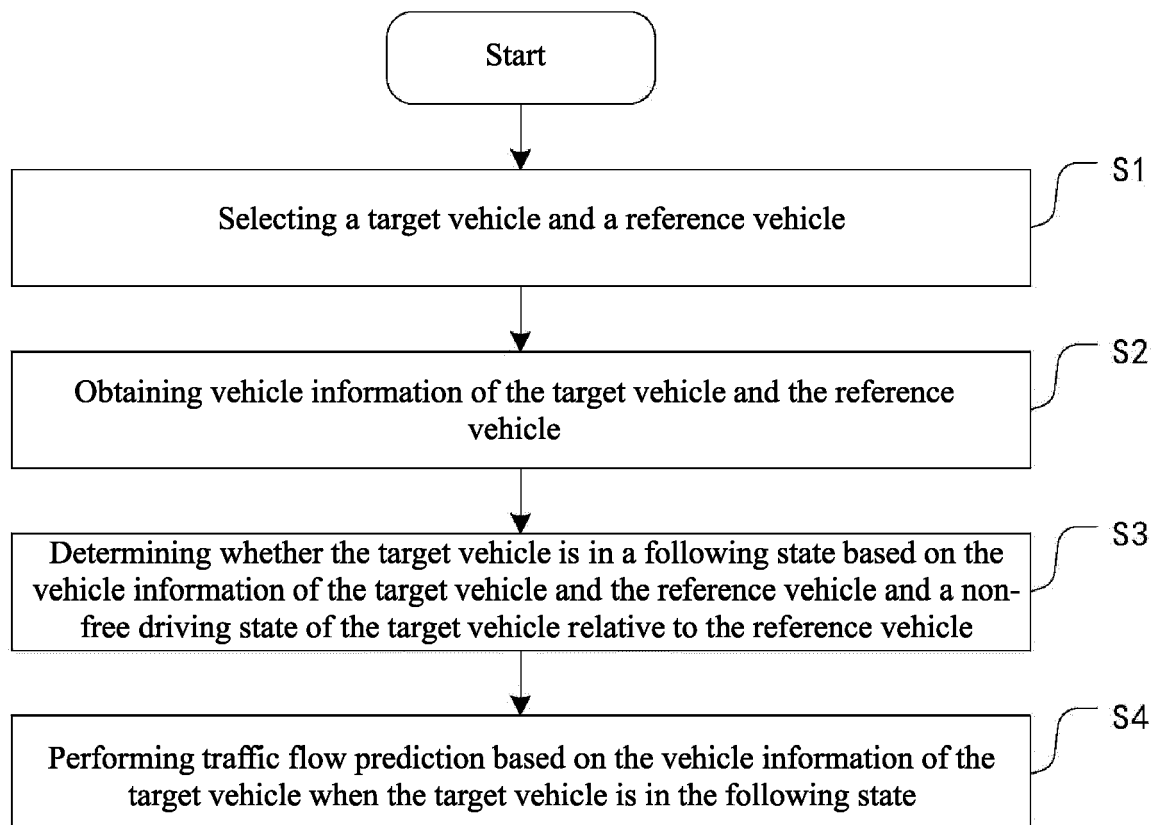 Start
S1
Selecting a target vehicle and a reference vehicle
S2
Obtaining vehicle information of the target vehicle and the reference
vehicle
S3
Determining whether the target vehicle is in a following state based on the
vehicle information of the target vehicle and the reference vehicle and a non-
free driving state of the target vehicle relative to the reference vehicle
S4
Performing traffic flow prediction based on the vehicle information of the
target vehicle when the target vehicle is in the following state